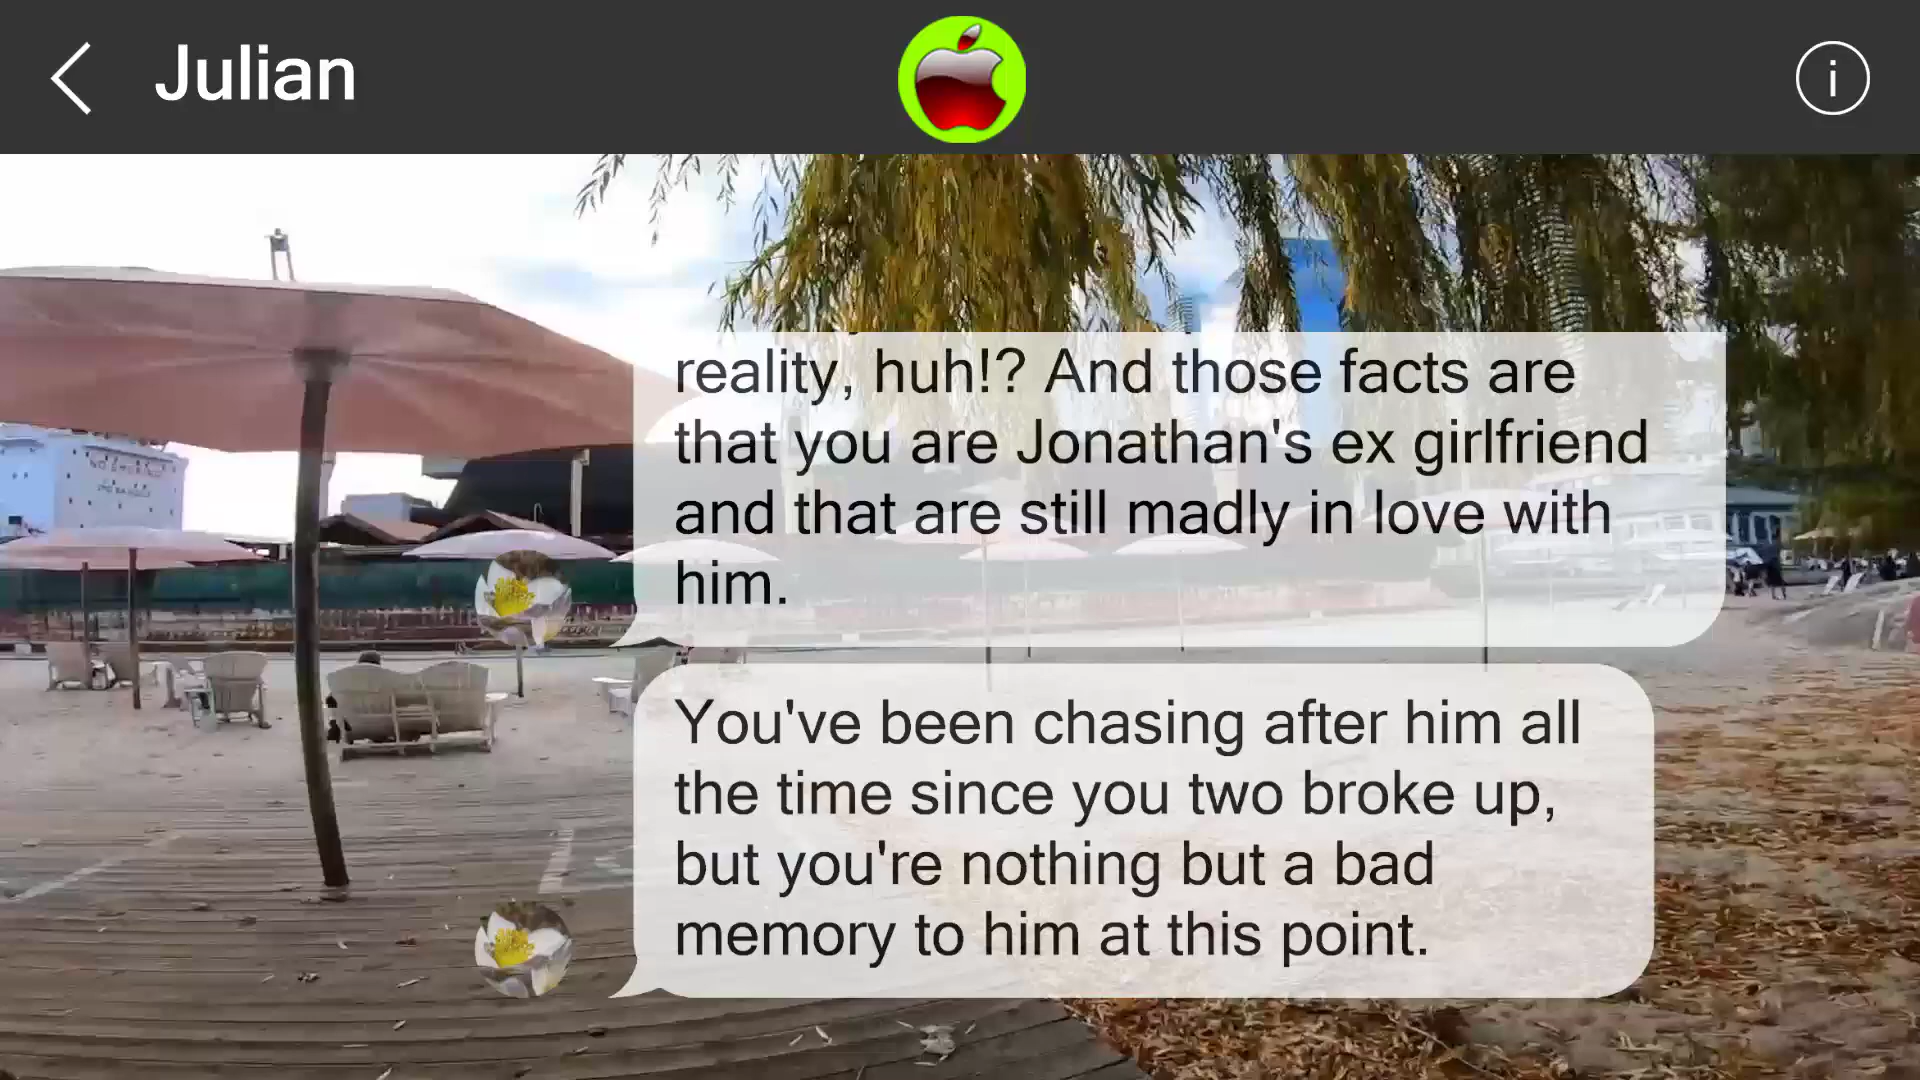 Julian
reality, huh!? And those facts are
that you are Jonathan's ex girlfriend
and that are still madly in love with
him.
You've been chasing after him all
the time since you two broke up,
but you're nothing but a bad
memory to him at this point.